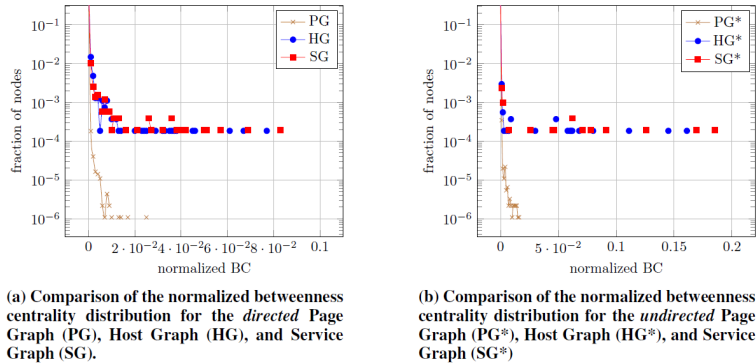 10⁻¹
10⁻²
10⁻³
10⁻⁴
10⁻⁵
10⁻⁶
fraction of nodes
0 2·10⁻² 4·10⁻² 6·10⁻² 8·10⁻² 0.1
normalized BC
PG
HG
SG
(a) Comparison of the normalized betweenness
centrality distribution for the directed Page
Graph (PG), Host Graph (HG), and Service
Graph (SG).
10⁻¹
10⁻²
10⁻³
10⁻⁴
10⁻⁵
10⁻⁶
fraction of nodes
0 5·10⁻² 0.1 0.15 0.2
normalized BC
PG*
HG*
SG*
(b) Comparison of the normalized betweenness
centrality distribution for the undirected Page
Graph (PG*), Host Graph (HG*), and Service
Graph (SG*)